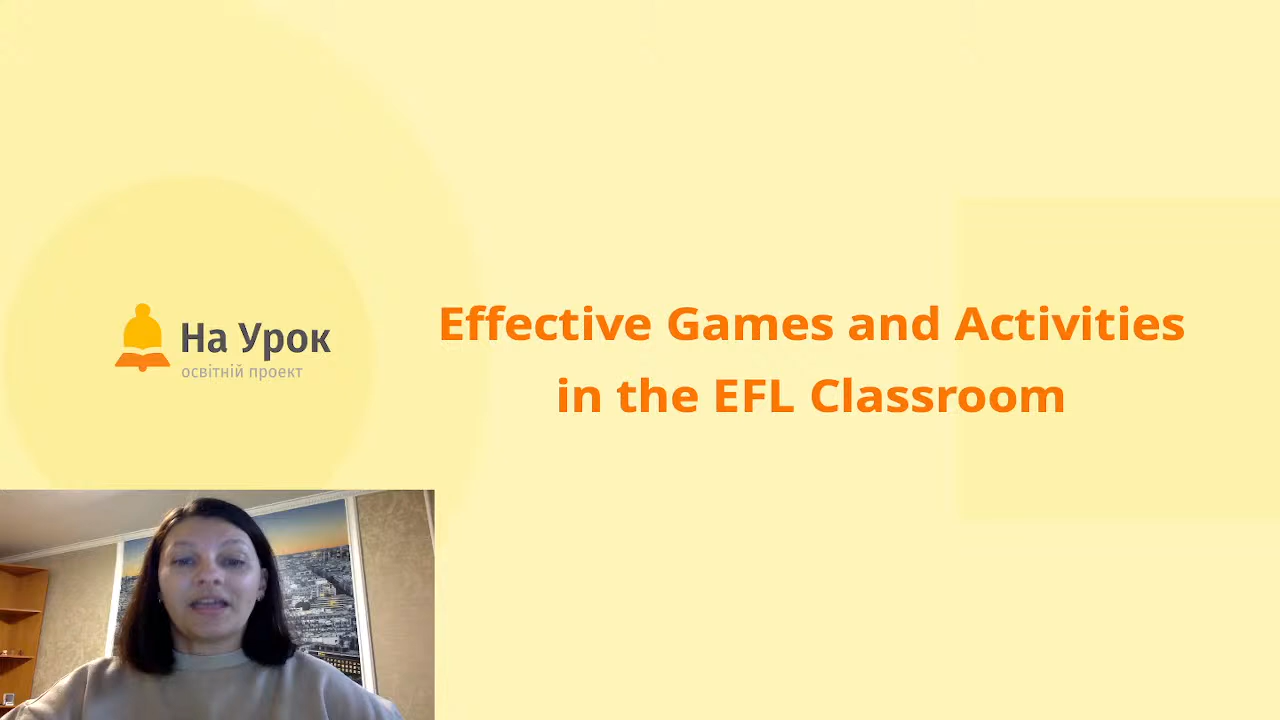 На Урок
освітній проект
Effective Games and Activities
in the EFL Classroom